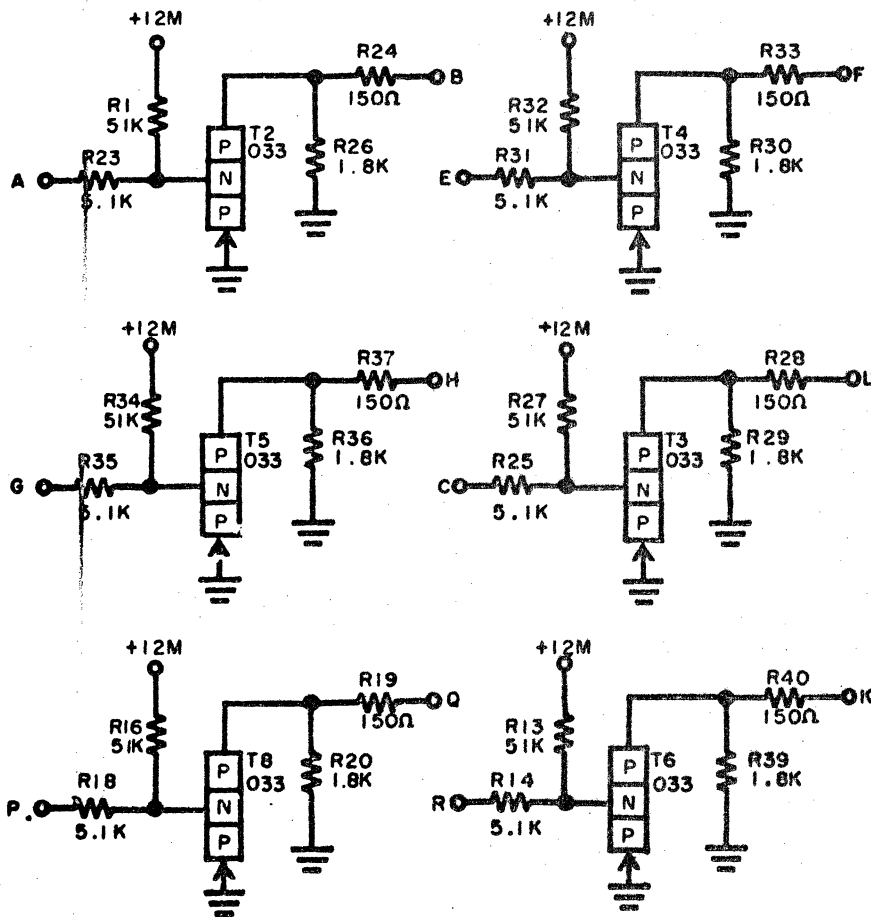 +12M
R24
B
150Ω
R1
51K
T2
033
P
N
P
R26
1.8K
R23
A
5.1K
+12M
R33
F
150Ω
R32
51K
T4
033
P
N
P
R30
1.8K
R31
E
5.1K
+12M
R37
H
150Ω
R34
51K
T5
033
P
N
P
R36
1.8K
R35
G
5.1K
+12M
R28
L
150Ω
R27
51K
T3
033
P
N
P
R29
1.8K
R25
C
5.1K
+12M
R19
Q
150Ω
R16
51K
T8
033
P
N
P
R20
1.8K
R18
P.
5.1K
+12M
R40
K
150Ω
R13
51K
T6
033
P
N
P
R39
1.8K
R14
R
5.1K